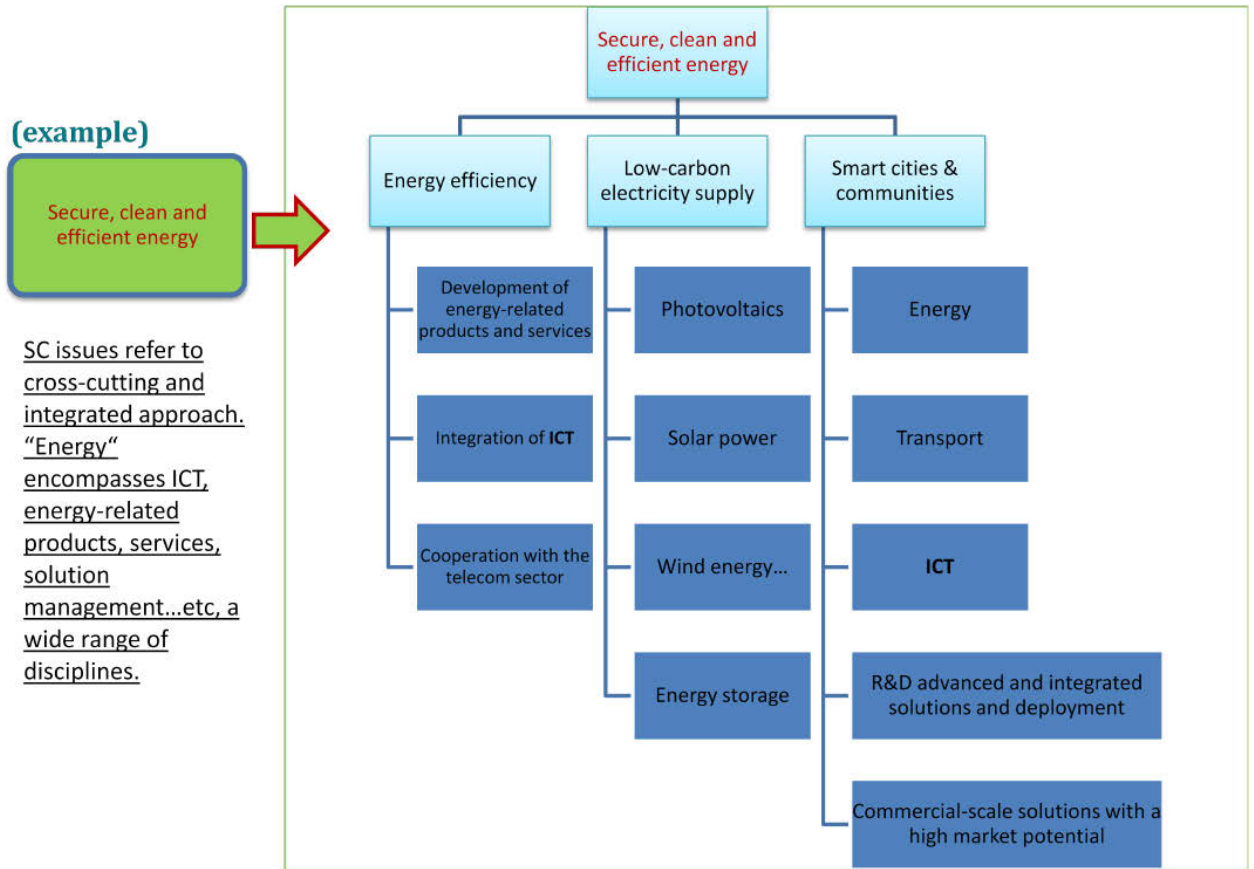 (example)
Secure, clean and
efficient energy
SC issues refer to
cross-cutting and
integrated approach.
“Energy“
encompasses ICT,
energy-related
products, services,
solution
management...etc, a
wide range of
disciplines.
Secure, clean and
efficient energy
Energy efficiency
Development of
energy-related
products and services
Integration of ICT
Cooperation with the
telecom sector
Low-carbon
electricity supply
Photovoltaics
Solar power
Wind energy...
Energy storage
Smart cities &
communities
Energy
Transport
ICT
R&D advanced and integrated
solutions and deployment
Commercial-scale solutions with a
high market potential